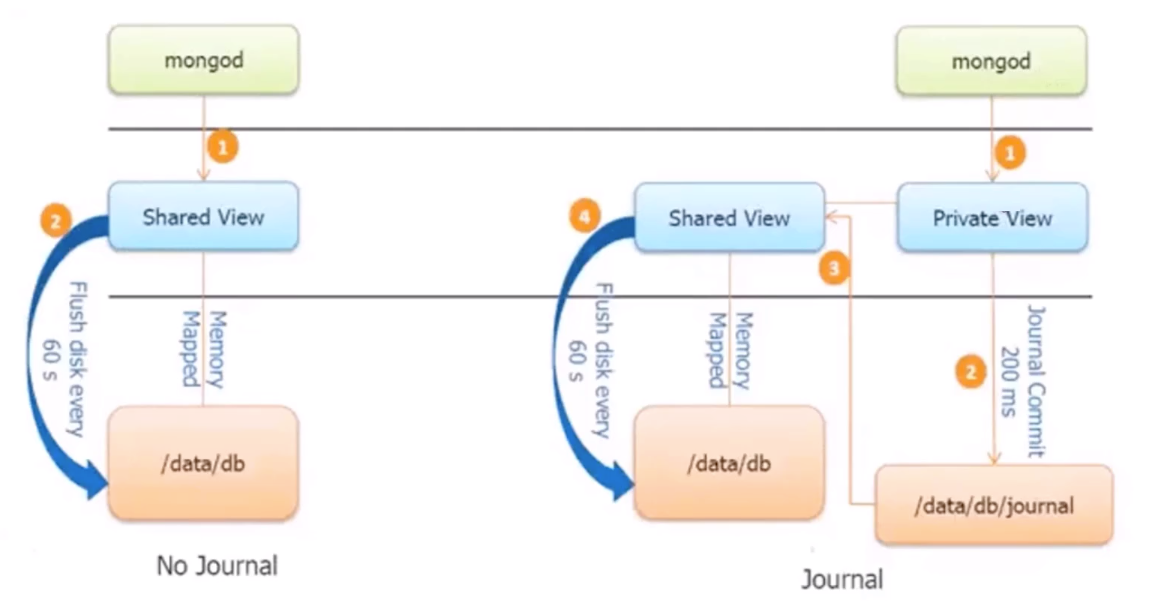 mongod
1
Shared View
2
Flush disk every
60 s
Memory
Mapped
/data/db
No Journal
mongod
1
Private View
Shared View
4
3
Flush disk every
60 s
Memory
Mapped
2
Journal Commit
200 ms
/data/db
/data/db/journal
Journal